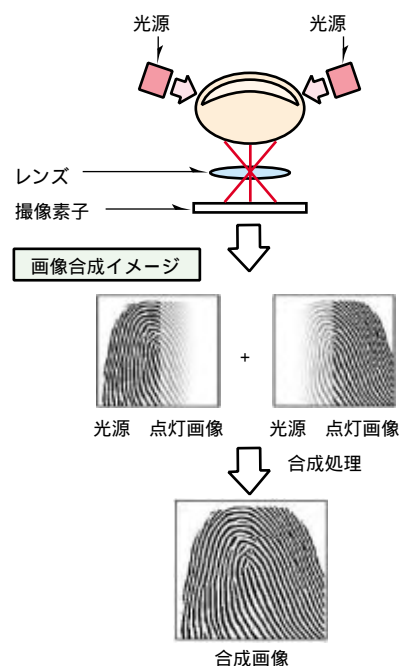 光源 光源
レンズ
撮像素子
画像合成イメージ
+
光源 点灯画像 光源 点灯画像
合成処理
合成画像